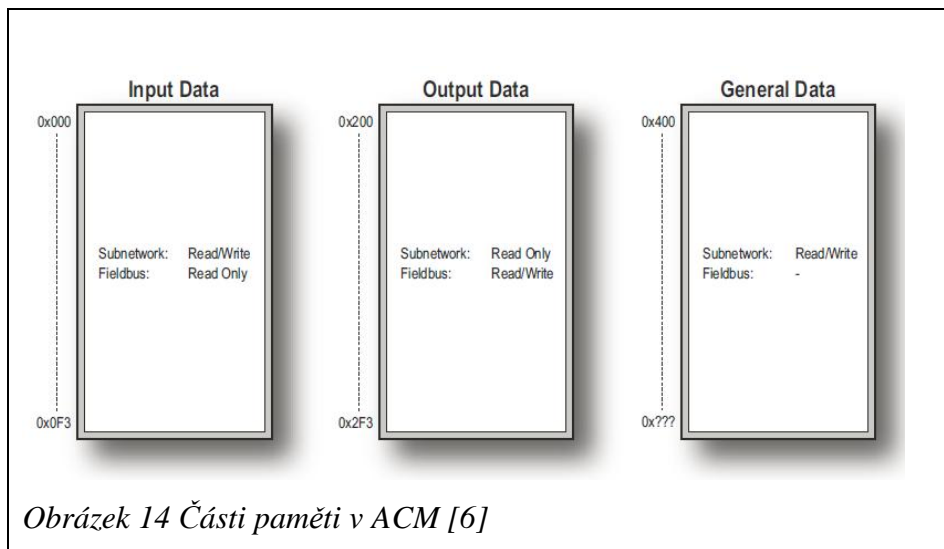 Input Data
0x000
Subnetwork: Read/Write
Fieldbus: Read Only
0x0F3
Output Data
0x200
Subnetwork: Read Only
Fieldbus: Read/Write
0x2F3
General Data
0x400
Subnetwork: Read/Write
Fieldbus: -
0x???
Obrázek 14 Části paměti v ACM [6]